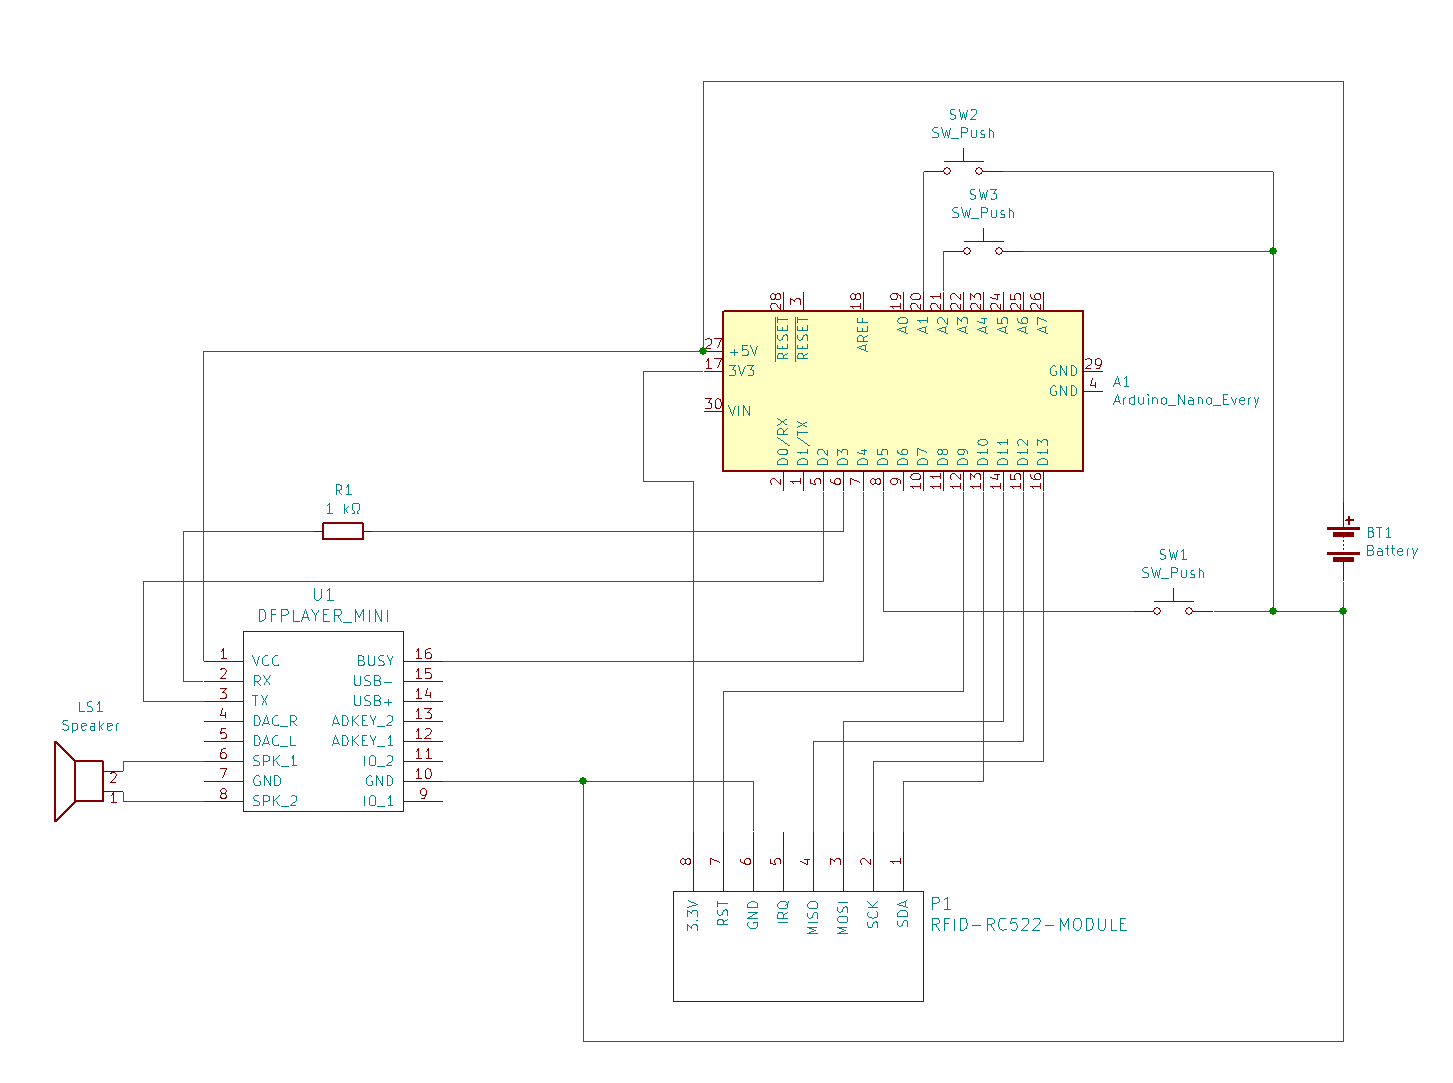 SW2
SW_Push
SW3
SW_Push
28
3
18
19
20
21
22
23
24
25
26
RESET
RESET
AREF
A0
A1
A2
A3
A4
A5
A6
A7
27
+5V
17
3V3
30
VIN
GND
29
GND
4
A1
Arduino_Nano_Every
D0/RX
D1/TX
D2
D3
D4
D5
D6
D7
D8
D9
D10
D11
D12
D13
2
1
5
6
7
8
9
10
11
12
13
14
15
16
R1
1 kΩ
+
BT1
Battery
SW1
SW_Push
U1
DFPLAYER_MINI
1
VCC
BUSY
16
2
RX
USB-
15
3
TX
USB+
14
4
DAC_R
ADKEY_2
13
5
DAC_L
ADKEY_1
12
6
SPK_1
IO_2
11
7
GND
GND
10
8
SPK_2
IO_1
9
LS1
Speaker
2
1
8
7
6
5
4
3
2
1
3.3V
RST
GND
IRQ
MISO
MOSI
SCK
SDA
P1
RFID-RC522-MODULE